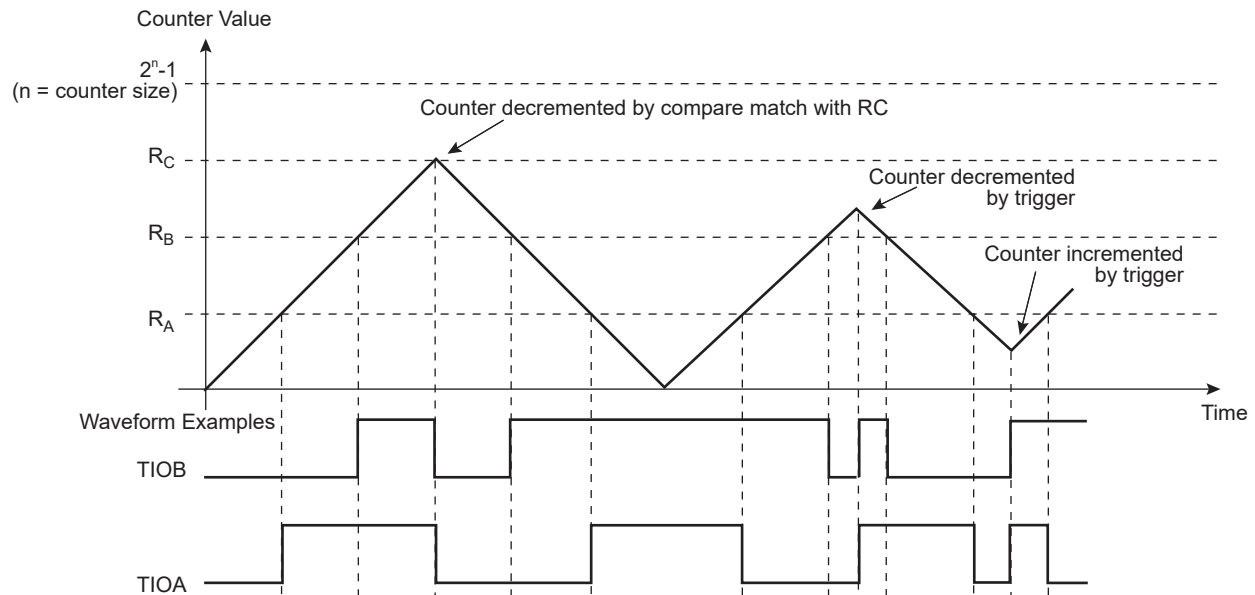 Counter Value
2ⁿ-1
(n = counter size)
Counter decremented by compare match with RC
R_C
Counter decremented
by trigger
R_B
Counter incremented
by trigger
R_A
Time
Waveform Examples
TIOB
TIOA